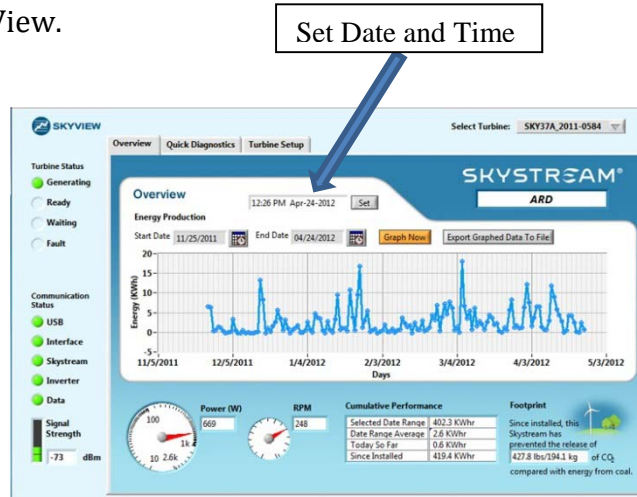 View.
Set Date and Time
SKYVIEW
Select Turbine: SKY37A_2011-0584
Overview Quick Diagnostics Turbine Setup
Turbine Status
Generating
Ready
Waiting
Fault
SKYSTREAM®
ARD
Overview
12:26 PM Apr-24-2012 Set
Energy Production
Start Date 11/25/2011 End Date 04/24/2012 Graph Now Export Graphed Data To File
Energy (KWh)
20
15
10
5
0
-5
11/5/2011 12/5/2011 1/4/2012 2/3/2012 3/4/2012 4/3/2012 5/3/2012
Days
Communication
Status
USB
Interface
Skystream
Inverter
Data
Signal
Strength
-73 dBm
Power (W)
669
100
1k
10 2.6k
RPM
248
Cumulative Performance
Selected Date Range 402.3 KWhr
Date Range Average 2.6 KWhr
Today So Far 0.6 KWhr
Since Installed 419.4 KWhr
Footprint
Since installed, this
Skystream has
prevented the release of
427.8 lbs/194.1 kg of CO2
compared with energy from coal.